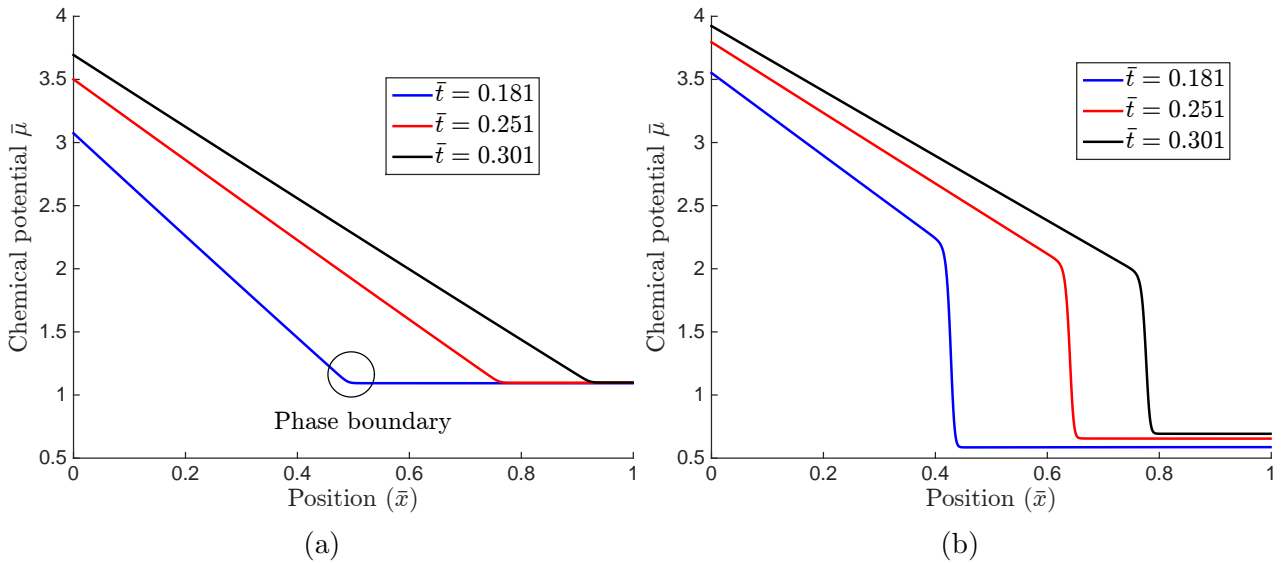 4
3.5
3
2.5
2
1.5
1
0.5
Chemical potential μ̄
t̄ = 0.181
t̄ = 0.251
t̄ = 0.301
Phase boundary
0 0.2 0.4 0.6 0.8 1
Position (x̄)
(a)
4
3.5
3
2.5
2
1.5
1
0.5
Chemical potential μ̄
t̄ = 0.181
t̄ = 0.251
t̄ = 0.301
0 0.2 0.4 0.6 0.8 1
Position (x̄)
(b)